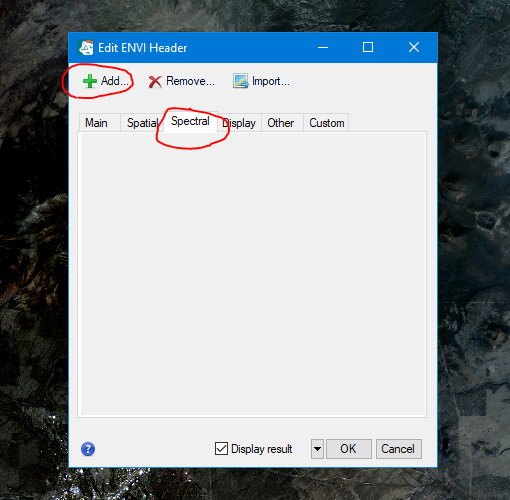 Edit ENVI Header
Add... Remove... Import...
Main Spatial Spectral Display Other Custom
? Display result OK Cancel